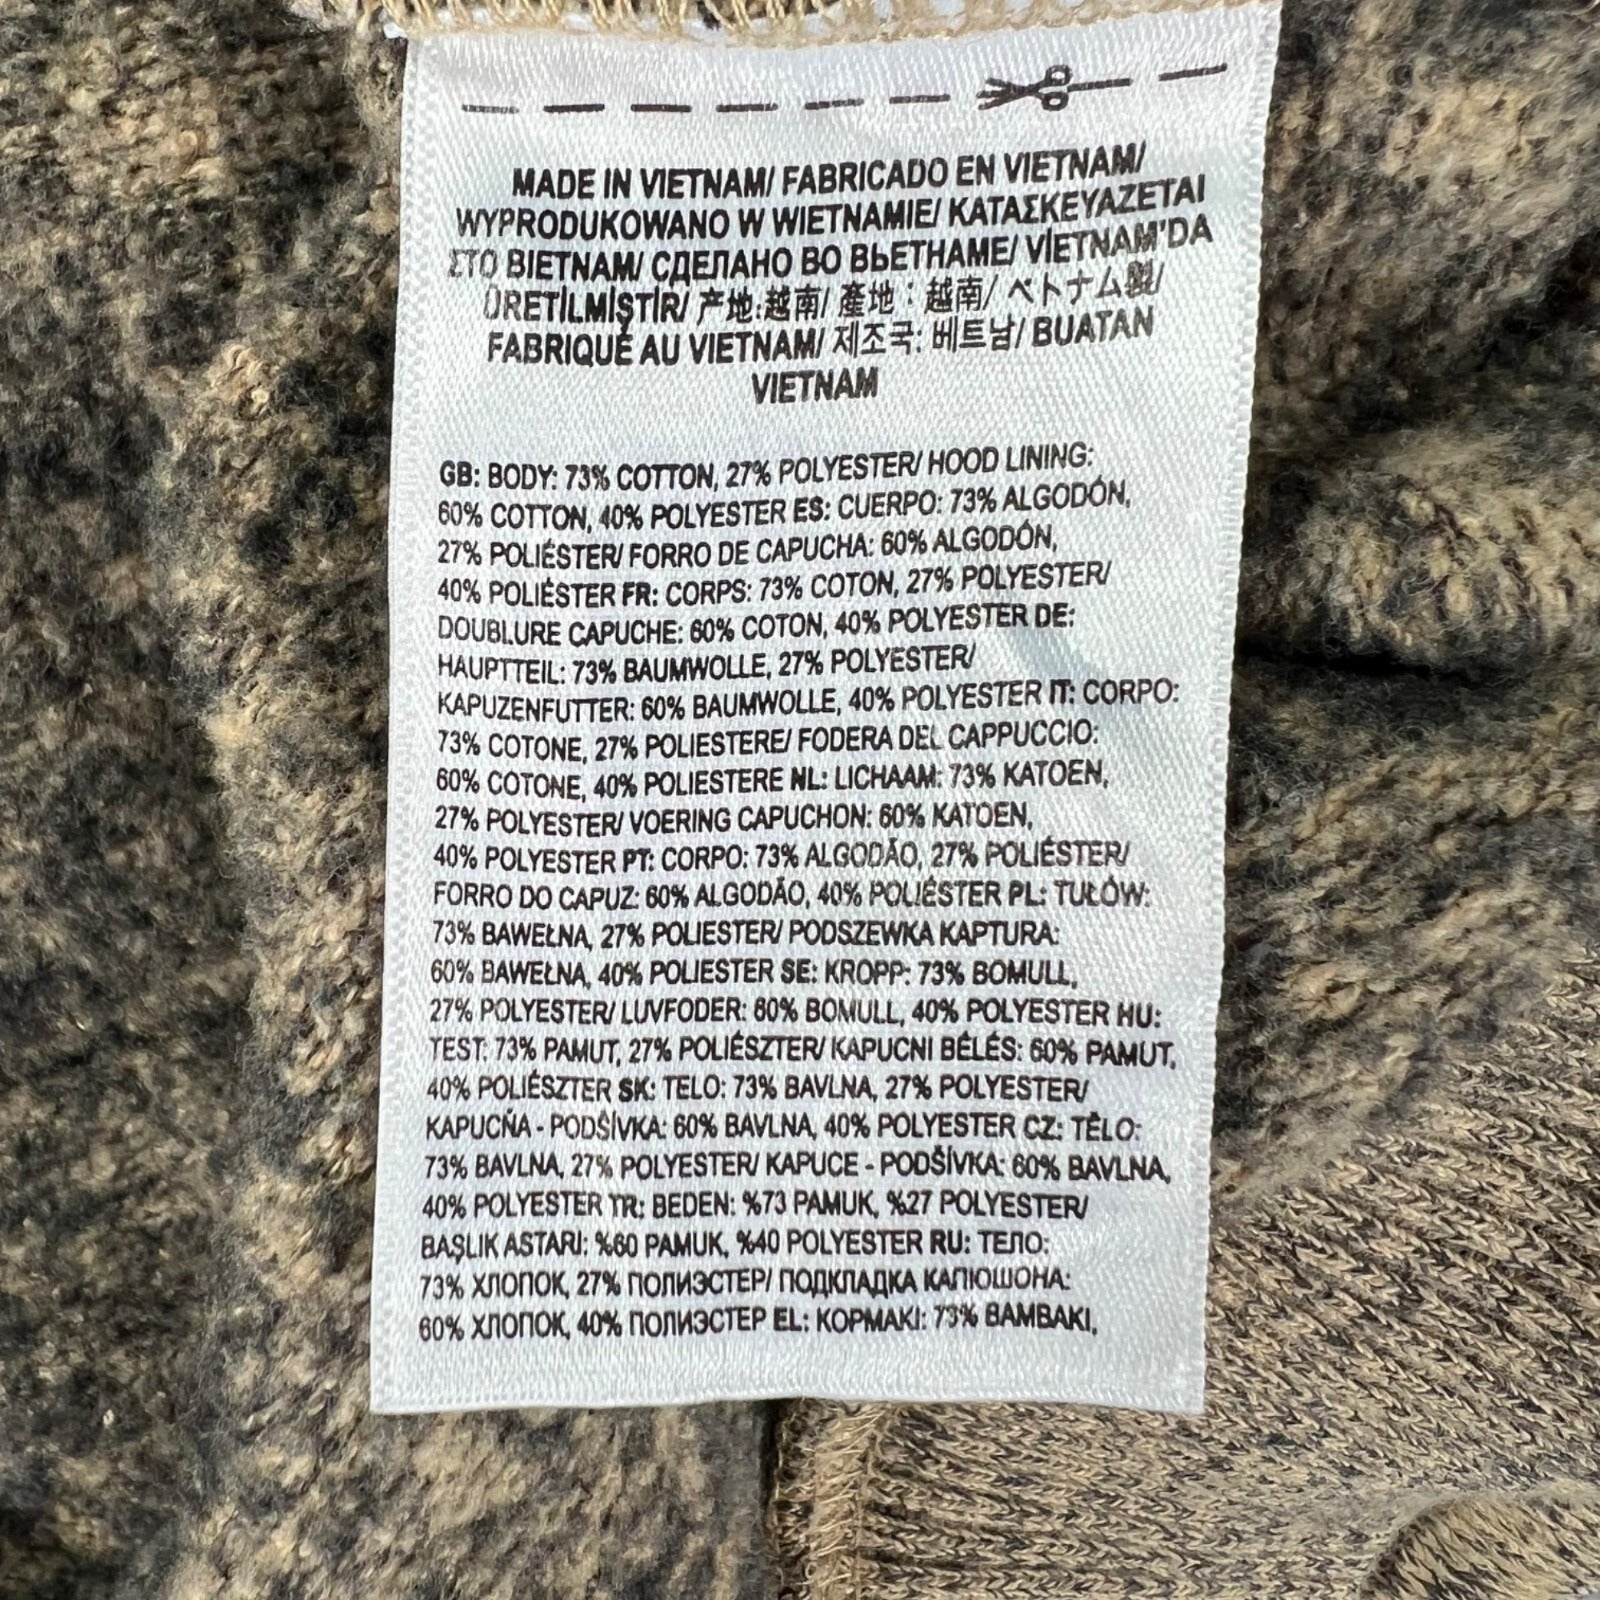 MADE IN VIETNAM/ FABRICADO EN VIETNAM/
WYPRODUKOWANO W WIETNAMIE/ ΚΑΤΑΣΚΕΥΑΖΕΤΑΙ
ΣΤΟ ΒΙΕΤΝΑΜ/ СДЕЛАНО ВО ВЬЕТНАМЕ/ VİETNAM'DA
ÜRETİLMİŞTİR/ 产地:越南/ 產地:越南/ ベトナム製/
FABRIQUÉ AU VIETNAM/ 제조국: 베트남/ BUATAN
VIETNAM
GB: BODY: 73% COTTON, 27% POLYESTER/ HOOD LINING:
60% COTTON, 40% POLYESTER ES: CUERPO: 73% ALGODÓN,
27% POLIÉSTER/ FORRO DE CAPUCHA: 60% ALGODÓN,
40% POLIÉSTER FR: CORPS: 73% COTON, 27% POLYESTER/
DOUBLURE CAPUCHE: 60% COTON, 40% POLYESTER DE:
HAUPTTEIL: 73% BAUMWOLLE, 27% POLYESTER/
KAPUZENFUTTER: 60% BAUMWOLLE, 40% POLYESTER IT: CORPO:
73% COTONE, 27% POLIESTERE/ FODERA DEL CAPPUCCIO:
60% COTONE, 40% POLIESTERE NL: LICHAAM: 73% KATOEN,
27% POLYESTER/ VOERING CAPUCHON: 60% KATOEN,
40% POLYESTER PT: CORPO: 73% ALGODÃO, 27% POLIÉSTER/
FORRO DO CAPUZ: 60% ALGODÃO, 40% POLIÉSTER PL: TUŁÓW:
73% BAWEŁNA, 27% POLIESTER/ PODSZEWKA KAPTURA:
60% BAWEŁNA, 40% POLIESTER SE: KROPP: 73% BOMULL,
27% POLYESTER/ LUVFODER: 60% BOMULL, 40% POLYESTER HU:
TEST: 73% PAMUT, 27% POLIÉSZTER/ KAPUCNI BÉLÉS: 60% PAMUT,
40% POLIÉSZTER SK: TELO: 73% BAVLNA, 27% POLYESTER/
KAPUCŇA - PODŠÍVKA: 60% BAVLNA, 40% POLYESTER CZ: TĚLO:
73% BAVLNA, 27% POLYESTER/ KAPUCE - PODŠÍVKA: 60% BAVLNA,
40% POLYESTER TR: BEDEN: %73 PAMUK, %27 POLYESTER/
BAŞLIK ASTARI: %60 PAMUK, %40 POLYESTER RU: ТЕЛО:
73% ХЛОПОК, 27% ПОЛИЭСТЕР/ ПОДКЛАДКА КАПЮШОНА:
60% ХЛОПОК, 40% ПОЛИЭСТЕР EL: ΚΟΡΜΑΚΙ: 73% ΒΑΜΒΑΚΙ,